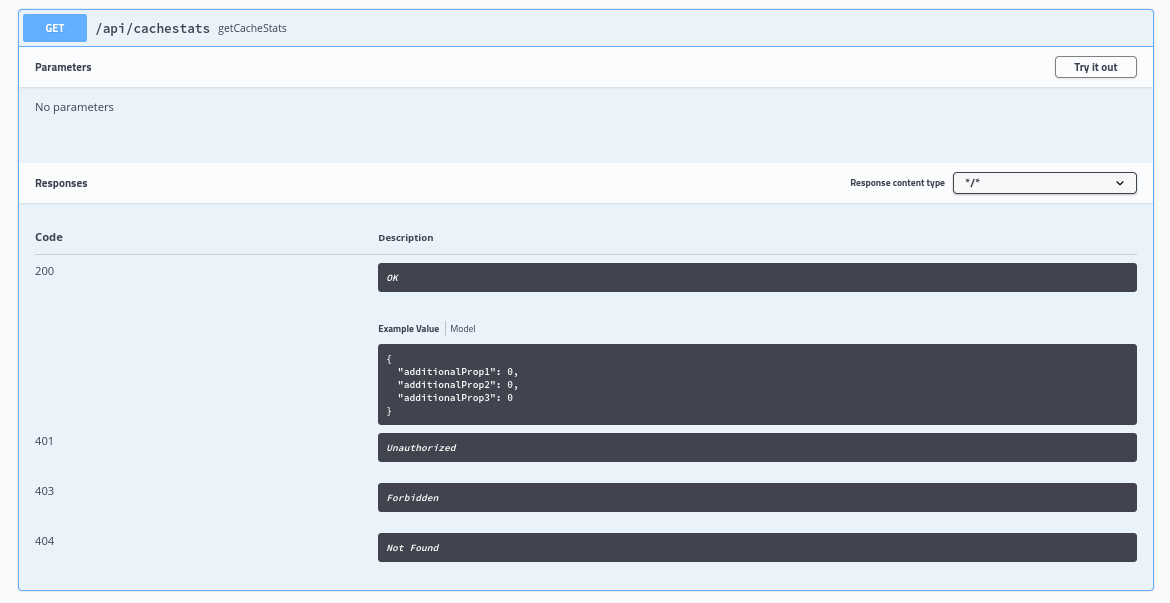 GET /api/cachestats getCacheStats
Parameters Try it out
No parameters
Responses Response content type */*
Code Description
200 OK
Example Value Model
{
  "additionalProp1": 0,
  "additionalProp2": 0,
  "additionalProp3": 0
}
401 Unauthorized
403 Forbidden
404 Not Found